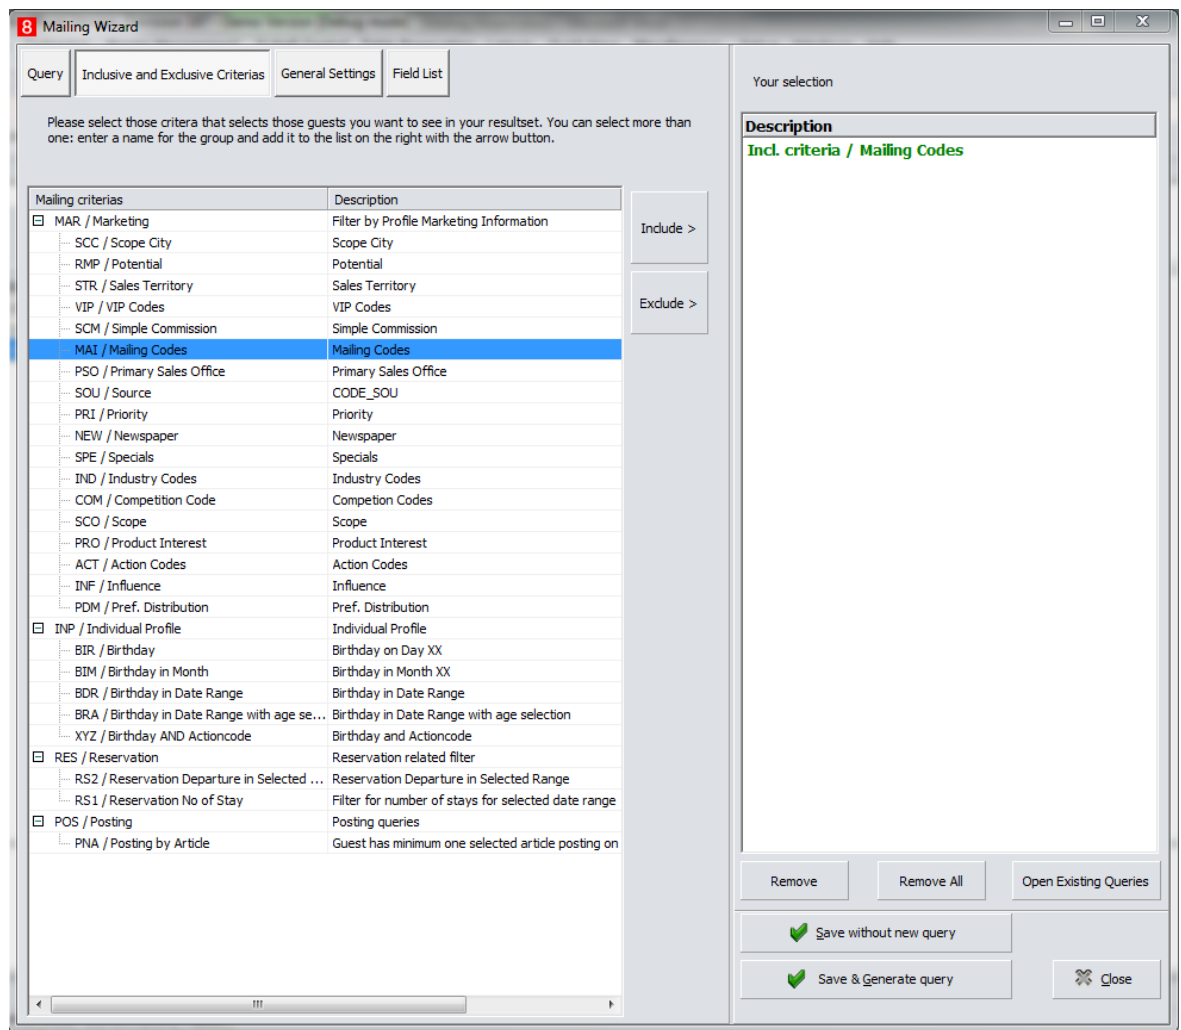 8 Mailing Wizard
Query Inclusive and Exclusive Criterias General Settings Field List
Please select those critera that selects those guests you want to see in your resultset. You can select more than
one: enter a name for the group and add it to the list on the right with the arrow button.
Mailing criterias Description
MAR / Marketing Filter by Profile Marketing Information
SCC / Scope City Scope City
RMP / Potential Potential
STR / Sales Territory Sales Territory
VIP / VIP Codes VIP Codes
SCM / Simple Commission Simple Commission
MAI / Mailing Codes Mailing Codes
PSO / Primary Sales Office Primary Sales Office
SOU / Source CODE_SOU
PRI / Priority Priority
NEW / Newspaper Newspaper
SPE / Specials Specials
IND / Industry Codes Industry Codes
COM / Competition Code Competion Codes
SCO / Scope Scope
PRO / Product Interest Product Interest
ACT / Action Codes Action Codes
INF / Influence Influence
PDM / Pref. Distribution Pref. Distribution
INP / Individual Profile Individual Profile
BIR / Birthday Birthday on Day XX
BIM / Birthday in Month Birthday in Month XX
BDR / Birthday in Date Range Birthday in Date Range
BRA / Birthday in Date Range with age se... Birthday in Date Range with age selection
XYZ / Birthday AND Actioncode Birthday and Actioncode
RES / Reservation Reservation related filter
RS2 / Reservation Departure in Selected ... Reservation Departure in Selected Range
RS1 / Reservation No of Stay Filter for number of stays for selected date range
POS / Posting Posting queries
PNA / Posting by Article Guest has minimum one selected article posting on
Include >
Exclude >
Your selection
Description
Incl. criteria / Mailing Codes
Remove Remove All Open Existing Queries
Save without new query
Save & Generate query Close